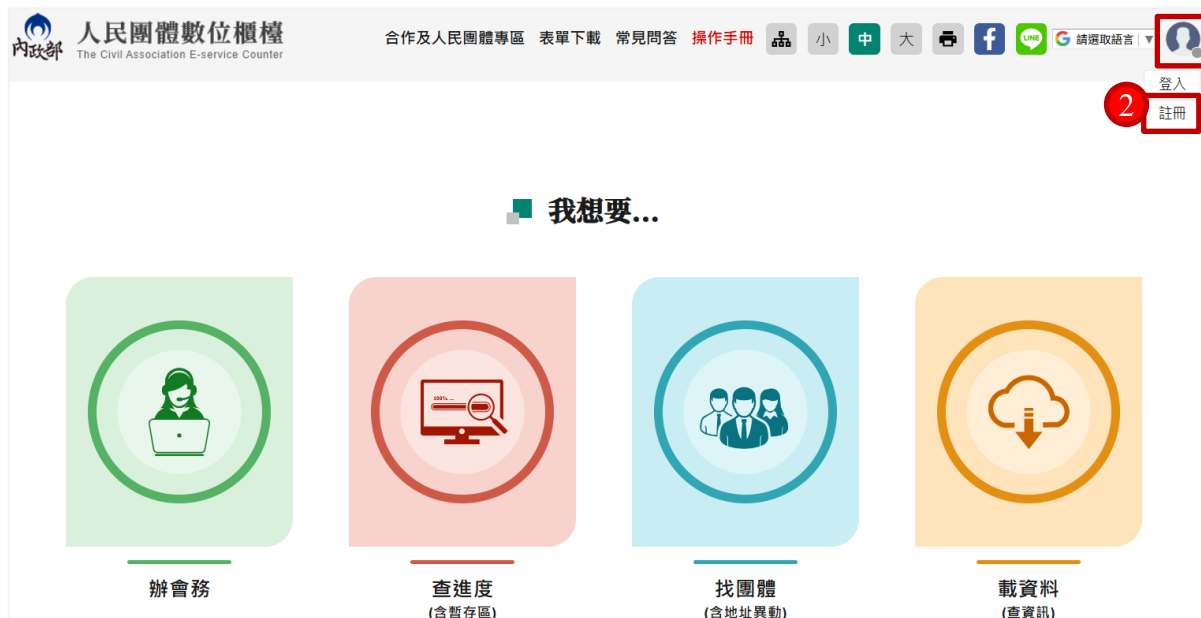 內政部
人民團體數位櫃檯
The Civil Association E-service Counter
合作及人民團體專區 表單下載 常見問答 操作手冊 小 中 大 f LINE G 請選取語言 ▼
登入
2 註冊
我想要...
100% ...
辦會務
查進度
(含暫存區)
找團體
(含地址異動)
載資料
(查資訊)